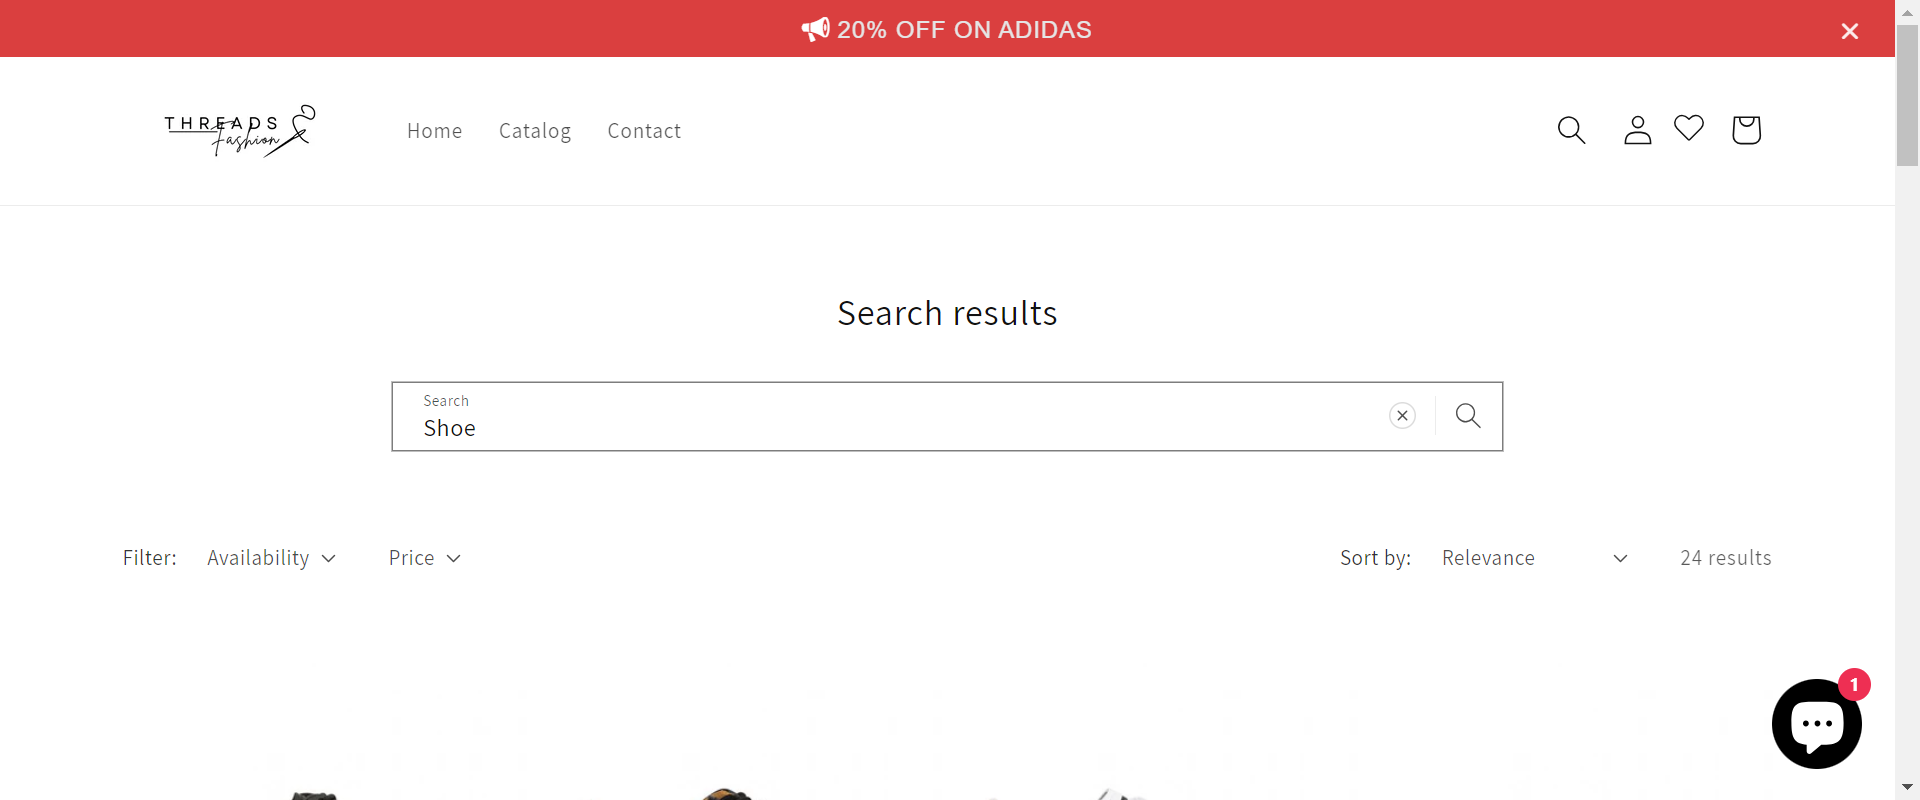 20% OFF ON ADIDAS
THREADS
Fashion
Home
Catalog
Contact
Search results
Search
Shoe
Filter:
Availability
Price
Sort by:
Relevance
24 results
1